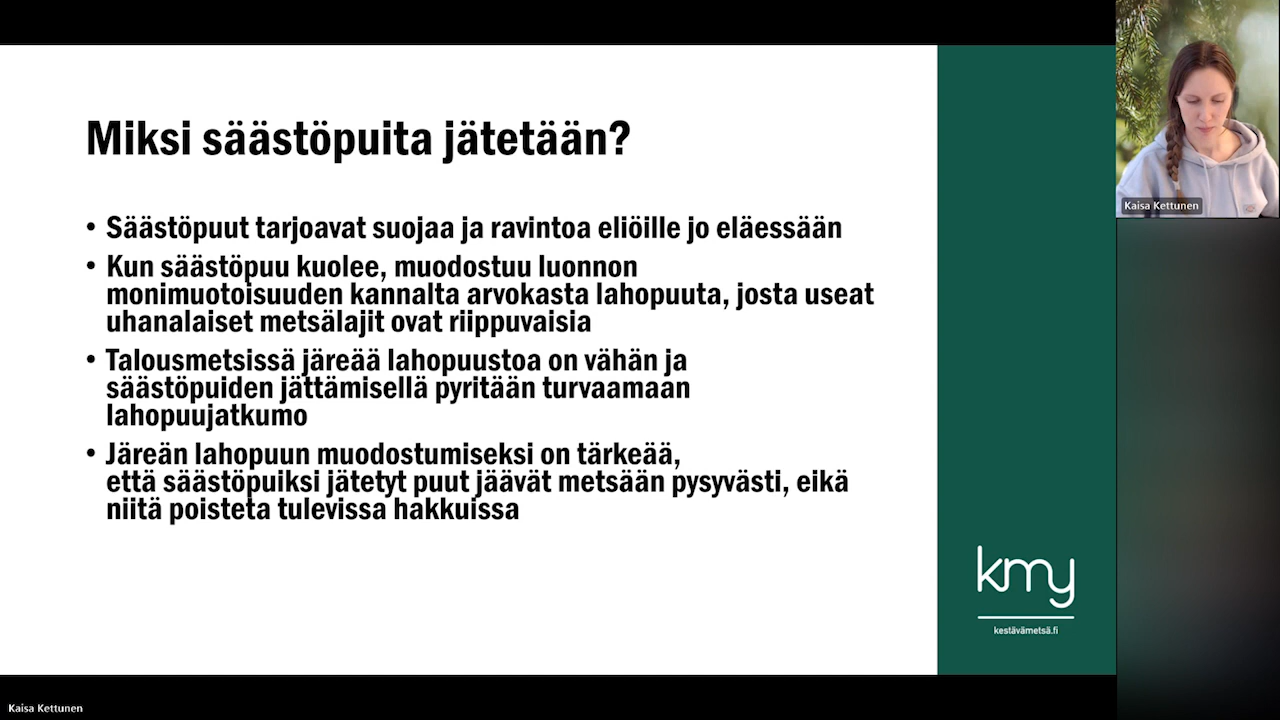 Miksi säästöpuita jätetään?
• Säästöpuut tarjoavat suojaa ja ravintoa eliöille jo eläessään
• Kun säästöpuu kuolee, muodostuu luonnon
monimuotoisuuden kannalta arvokasta lahopuuta, josta useat
uhanalaiset metsälajit ovat riippuvaisia
• Talousmetsissä järeää lahopuustoa on vähän ja
säästöpuiden jättämisellä pyritään turvaamaan
lahopuujatkumo
• Järeän lahopuun muodostumiseksi on tärkeää,
että säästöpuiksi jätetyt puut jäävät metsään pysyvästi, eikä
niitä poisteta tulevissa hakkuissa
kmy
kestävämetsä.fi
Kaisa Kettunen
Kaisa Kettunen